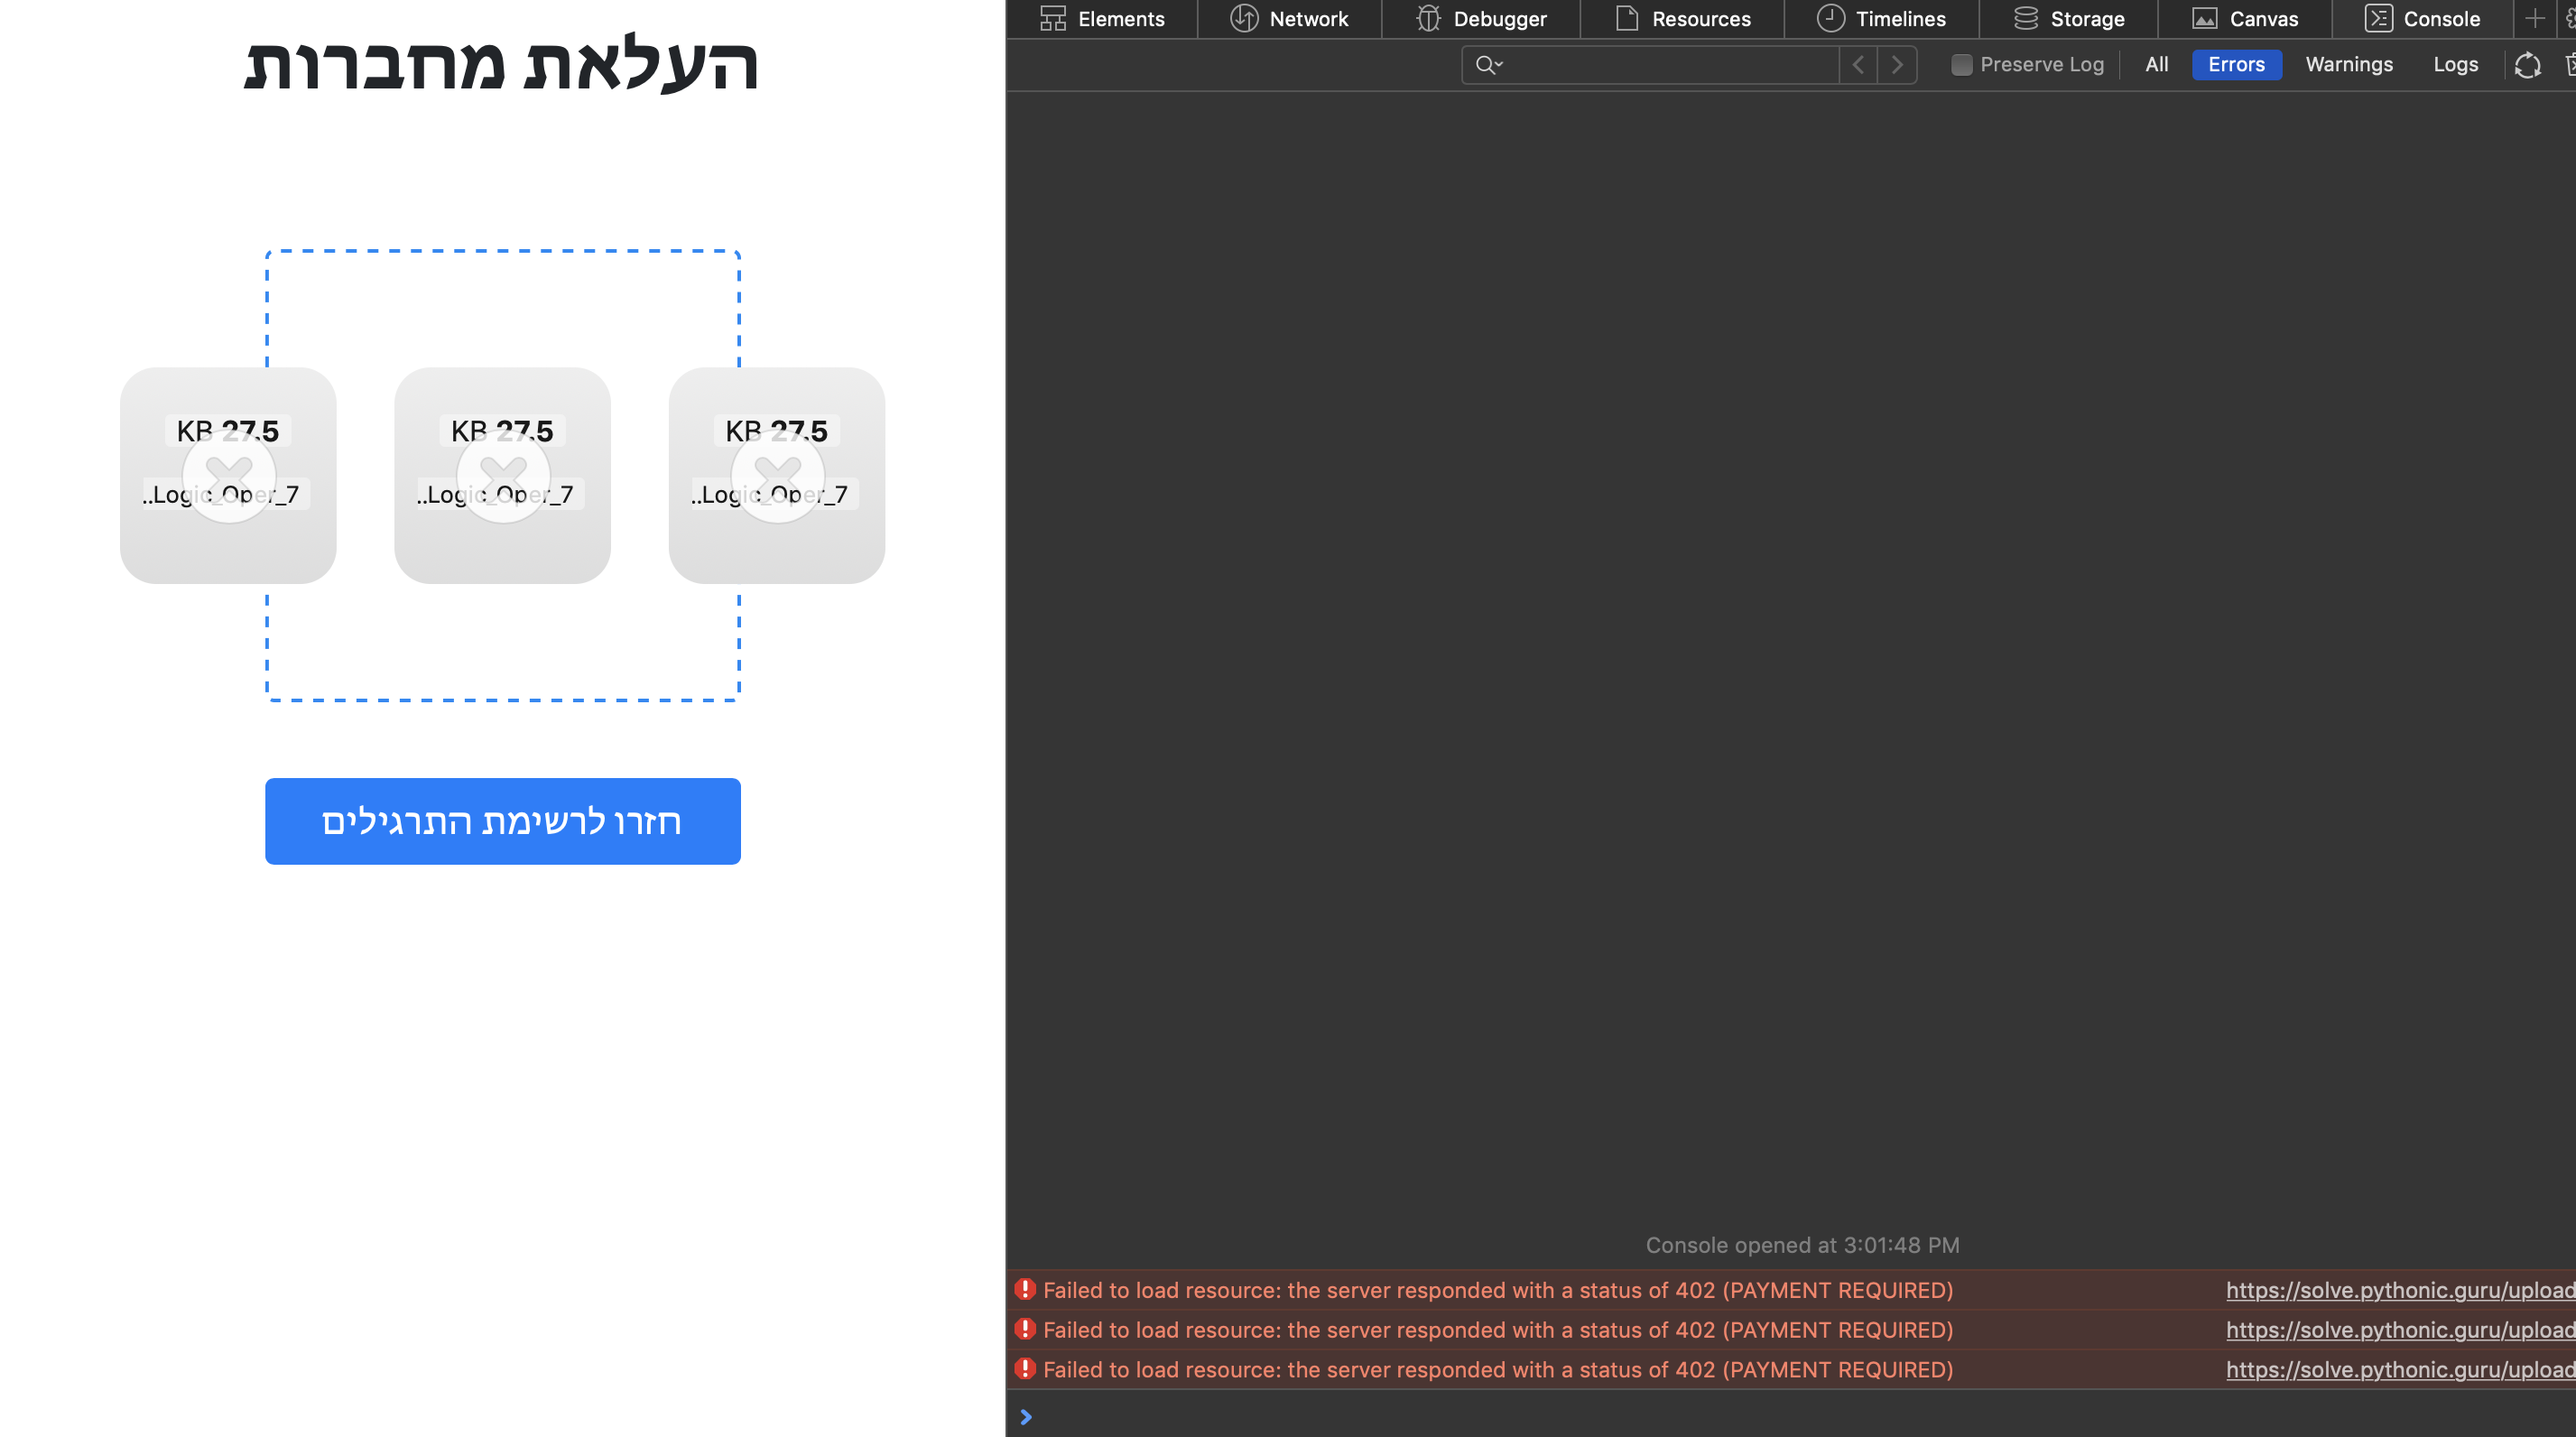 העלאת מחברות
KB 27.5
..Logic_Oper_7
KB 27.5
..Logic_Oper_7
KB 27.5
..Logic_Oper_7
חזרו לרשימת התרגילים
Elements
Network
Debugger
Resources
Timelines
Storage
Canvas
Console
Preserve Log
All
Errors
Warnings
Logs
Console opened at 3:01:48 PM
Failed to load resource: the server responded with a status of 402 (PAYMENT REQUIRED) https://solve.pythonic.guru/upload
Failed to load resource: the server responded with a status of 402 (PAYMENT REQUIRED) https://solve.pythonic.guru/upload
Failed to load resource: the server responded with a status of 402 (PAYMENT REQUIRED) https://solve.pythonic.guru/upload